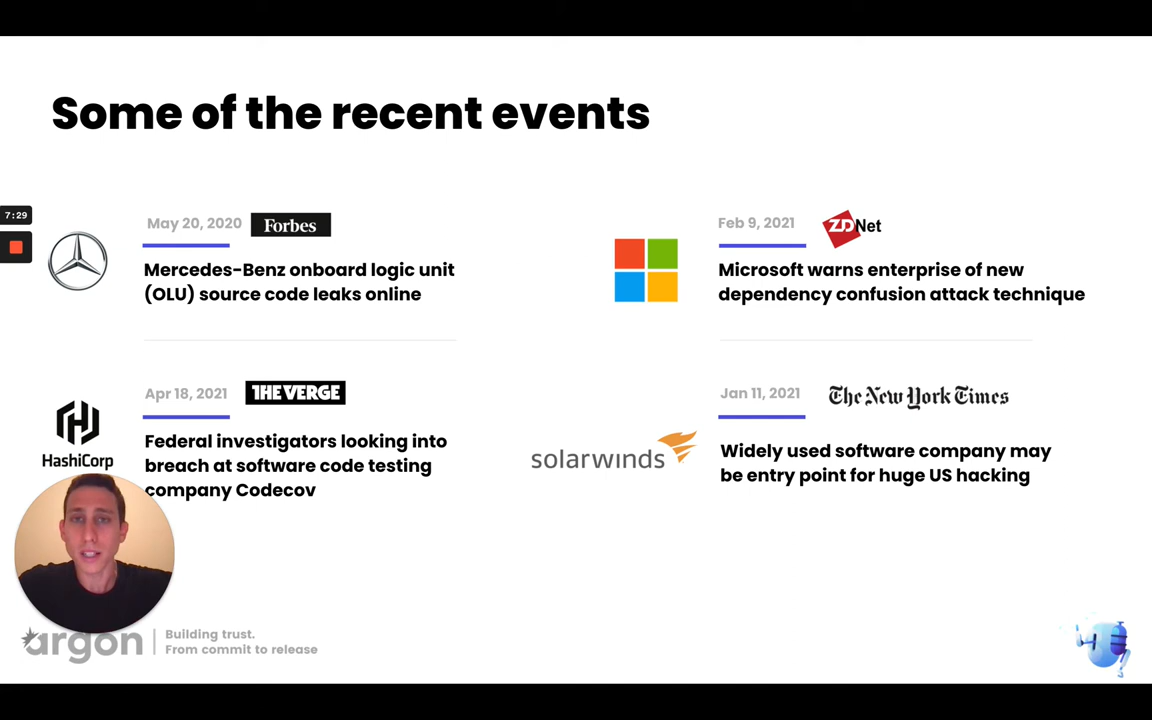 Some of the recent events
7:29
May 20, 2020 Forbes
Mercedes-Benz onboard logic unit
(OLU) source code leaks online
Feb 9, 2021 ZDNet
Microsoft warns enterprise of new
dependency confusion attack technique
HashiCorp
Apr 18, 2021 THE VERGE
Federal investigators looking into
breach at software code testing
company Codecov
solarwinds
Jan 11, 2021 The New York Times
Widely used software company may
be entry point for huge US hacking
argon
Building trust.
From commit to release